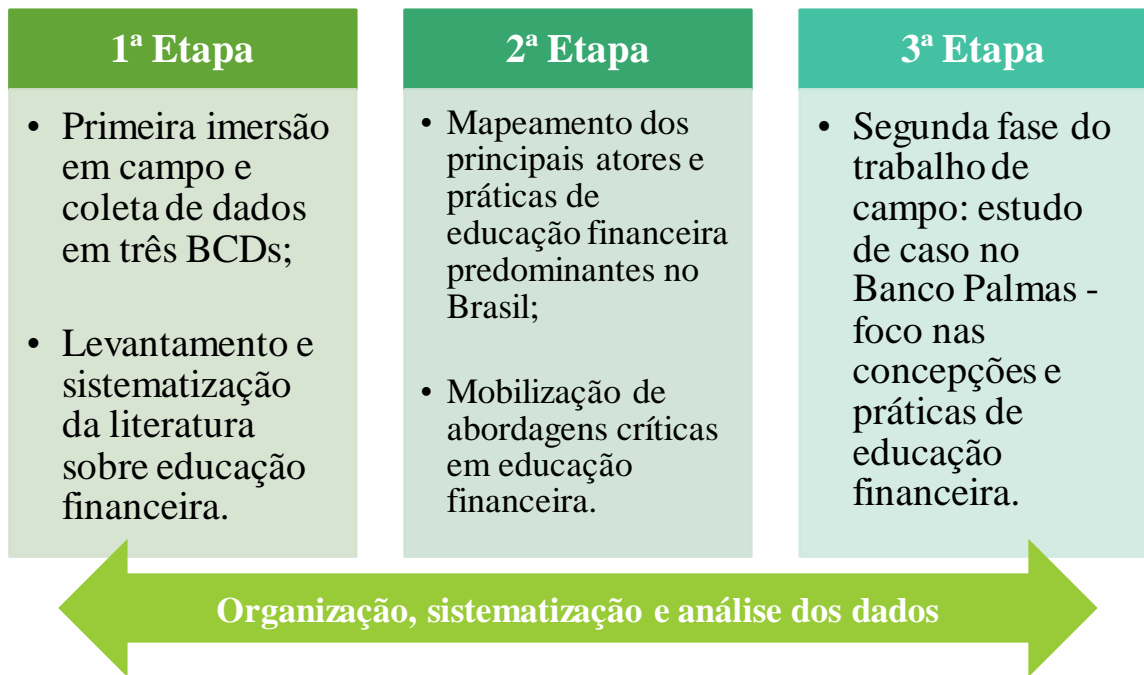 1ª Etapa
• Primeira imersão
em campo e
coleta de dados
em três BCDs;
• Levantamento e
sistematização
da literatura
sobre educação
financeira.
2ª Etapa
• Mapeamento dos
principais atores e
práticas de
educação financeira
predominantes no
Brasil;
• Mobilização de
abordagens críticas
em educação
financeira.
3ª Etapa
• Segunda fase do
trabalho de
campo: estudo
de caso no
Banco Palmas -
foco nas
concepções e
práticas de
educação
financeira.
Organização, sistematização e análise dos dados